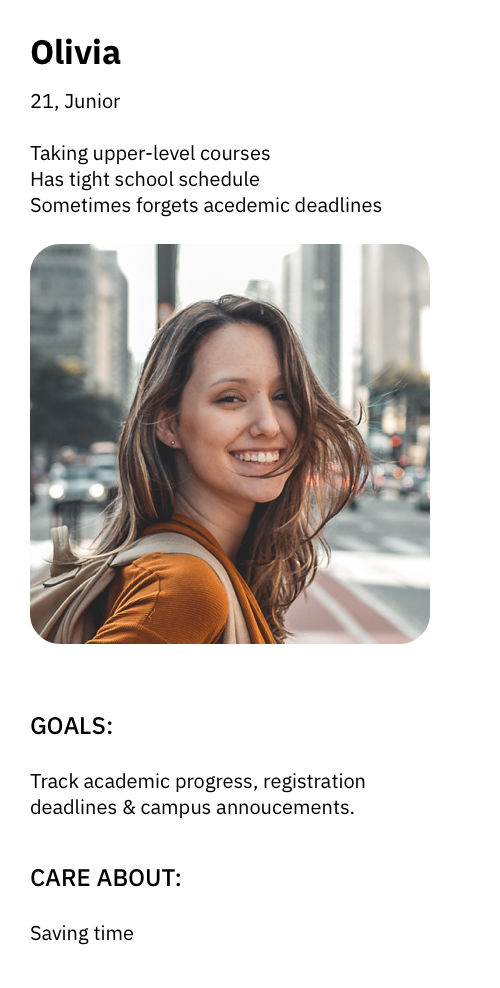 Olivia
21, Junior
Taking upper-level courses
Has tight school schedule
Sometimes forgets acedemic deadlines
GOALS:
Track academic progress, registration
deadlines & campus annoucements.
CARE ABOUT:
Saving time